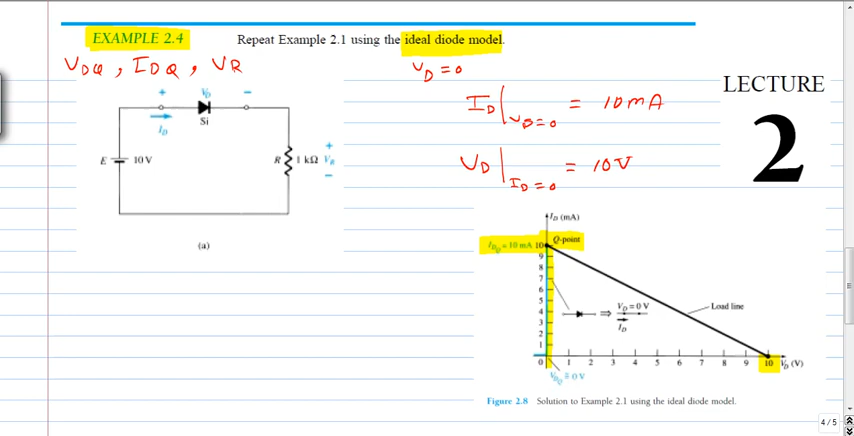 EXAMPLE 2.4 Repeat Example 2.1 using the ideal diode model.
VDQ , IDQ , VR
VD = 0
ID | VD=0 = 10mA
VD | ID=0 = 10V
LECTURE
2
+ VD −
Si
ID
E 10 V
R 1 kΩ
+
VR
−
(a)
ID (mA)
IDQ = 10 mA 10 Q-point
9
8
7
6
5
4
3
2
1
VD = 0 V
⇒
ID
Load line
0 1 2 3 4 5 6 7 8 9 10 VD (V)
VDQ = 0 V
Figure 2.8 Solution to Example 2.1 using the ideal diode model.
4 / 5